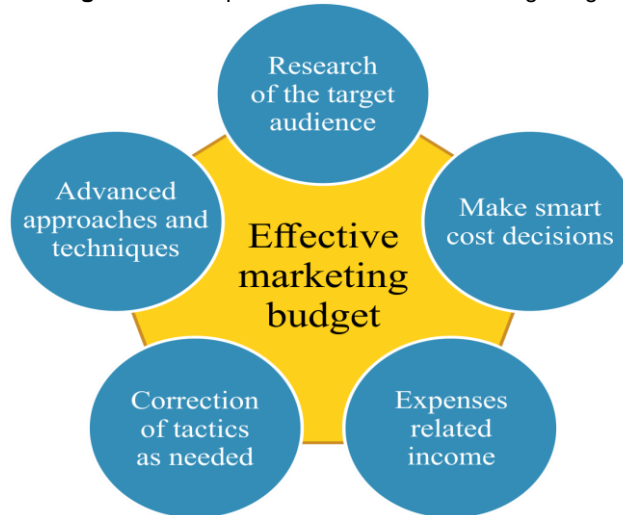 Research
of the target
audience
Advanced
approaches and
techniques
Make smart
cost decisions
Effective
marketing
budget
Correction
of tactics
as needed
Expenses
related
income